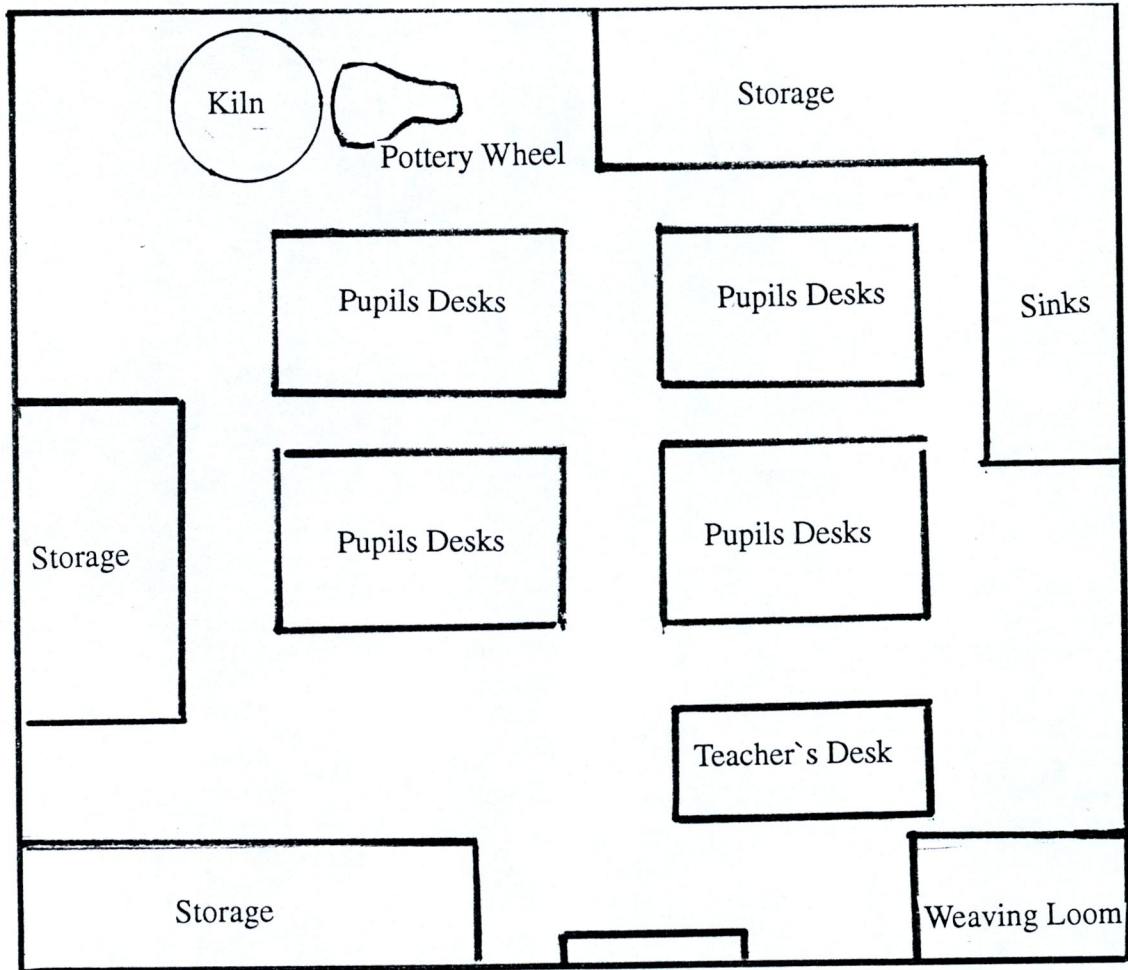 Kiln
Storage
Pottery Wheel
Pupils Desks
Pupils Desks
Sinks
Storage
Pupils Desks
Pupils Desks
Teacher`s Desk
Storage
Weaving Loom